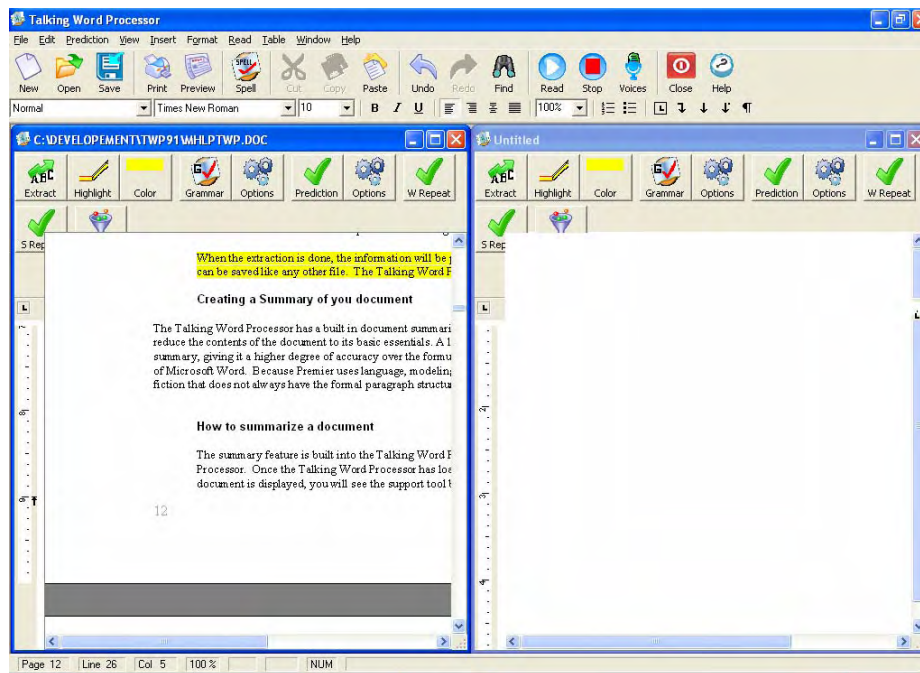 Talking Word Processor
File Edit Prediction View Insert Format Read Table Window Help
New Open Save Print Preview Spell Cut Copy Paste Undo Redo Find Read Stop Voices Close Help
Normal Times New Roman 10 B I U 100%
C:\DEVELOPEMENT\TWP91\MHLPTWP.DOC
Extract Highlight Color Grammar Options Prediction Options W Repeat
S Rep
When the extraction is done, the information will be
can be saved like any other file. The Talking Word
Creating a Summary of you document
The Talking Word Processor has a built in document summari
reduce the contents of the document to its basic essentials. A
summary, giving it a higher degree of accuracy over the formu
of Microsoft Word. Because Premier uses language, modeling
fiction that does not always have the formal paragraph structu
How to summarize a document
The summary feature is built into the Talking Word
Processor. Once the Talking Word Processor has loa
document is displayed, you will see the support tool
12
Untitled
Extract Highlight Color Grammar Options Prediction Options W Repeat
S Rep
Page 12 Line 26 Col 5 100 % NUM